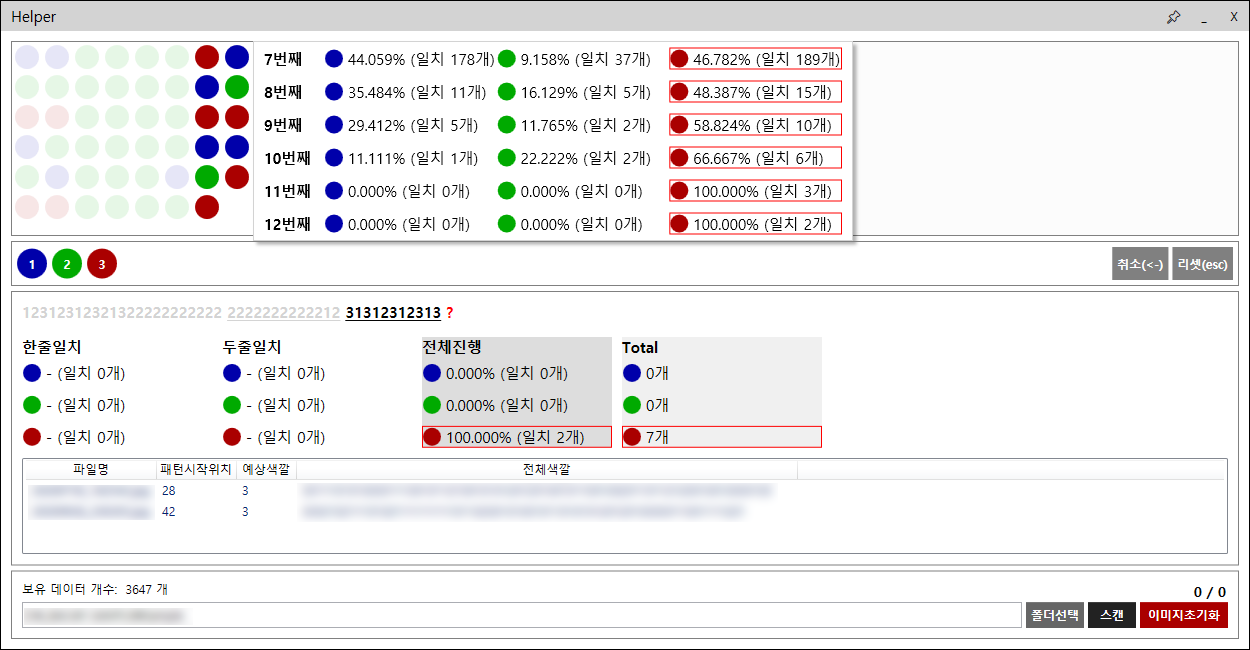 Helper _ X
7번째 44.059% (일치 178개) 9.158% (일치 37개) 46.782% (일치 189개)
8번째 35.484% (일치 11개) 16.129% (일치 5개) 48.387% (일치 15개)
9번째 29.412% (일치 5개) 11.765% (일치 2개) 58.824% (일치 10개)
10번째 11.111% (일치 1개) 22.222% (일치 2개) 66.667% (일치 6개)
11번째 0.000% (일치 0개) 0.000% (일치 0개) 100.000% (일치 3개)
12번째 0.000% (일치 0개) 0.000% (일치 0개) 100.000% (일치 2개)
1 2 3 취소(<-) 리셋(esc)
123123123213222222222222 2222222222212 31312312313 ?
한줄일치 두줄일치 전체진행 Total
- (일치 0개) - (일치 0개) 0.000% (일치 0개) 0개
- (일치 0개) - (일치 0개) 0.000% (일치 0개) 0개
- (일치 0개) - (일치 0개) 100.000% (일치 2개) 7개
파일명 패턴시작위치 예상색깔 전체색깔
28 3
42 3
보유 데이터 개수: 3647 개 0 / 0
폴더선택 스캔 이미지초기화